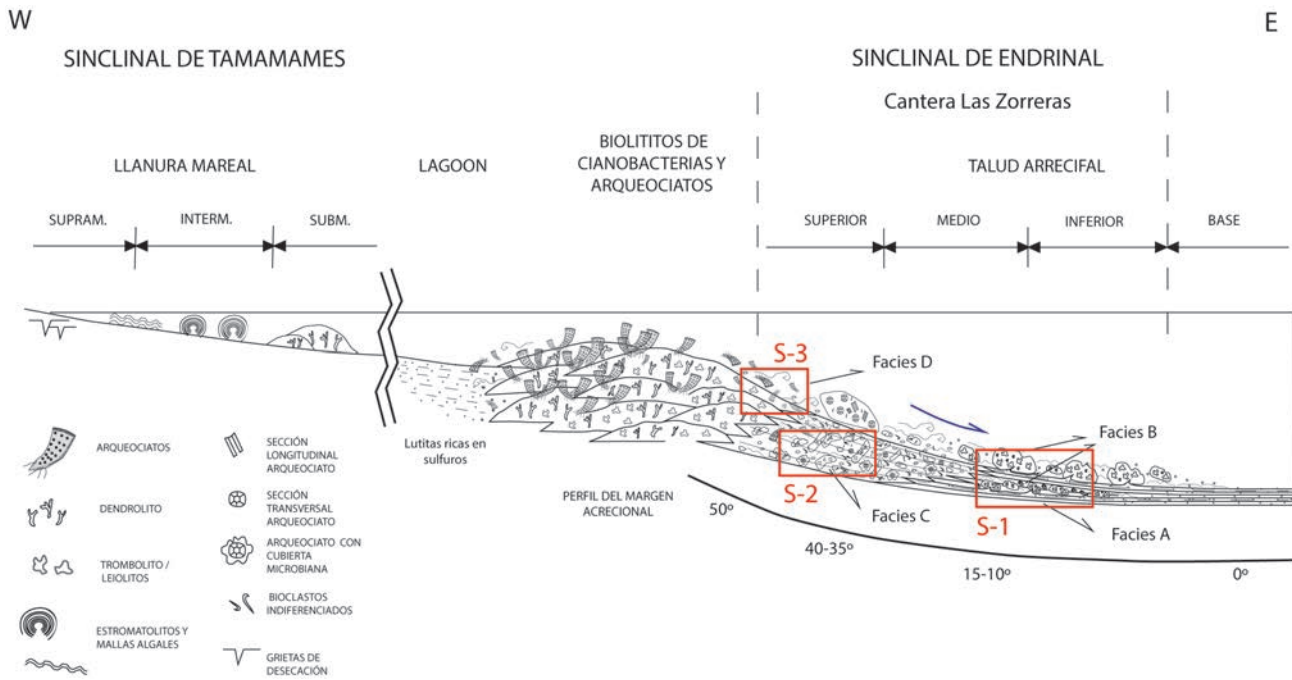 W
E
SINCLINAL DE TAMAMES
SINCLINAL DE ENDRINAL
Cantera Las Zorreras
LLANURA MAREAL
LAGOON
BIOLITITOS DE
CIANOBACTERIAS Y
ARQUEOCIATOS
TALUD ARRECIFAL
SUPRAM.
INTERM.
SUBM.
SUPERIOR
MEDIO
INFERIOR
BASE
S-3
Facies D
Facies B
S-2
Facies C
S-1
Facies A
Lutitas ricas en
sulfuros
PERFIL DEL MARGEN
ACRECIONAL
50º
40-35º
15-10º
0º
ARQUEOCIATOS
DENDROLITO
TROMBOLITO /
LEIOLITOS
ESTROMATOLITOS Y
MALLAS ALGALES
SECCIÓN
LONGITUDINAL
ARQUEOCIATO
SECCIÓN
TRANSVERSAL
ARQUEOCIATO
ARQUEOCIATO CON
CUBIERTA
MICROBIANA
BIOCLASTOS
INDIFERENCIADOS
GRIETAS DE
DESECACIÓN